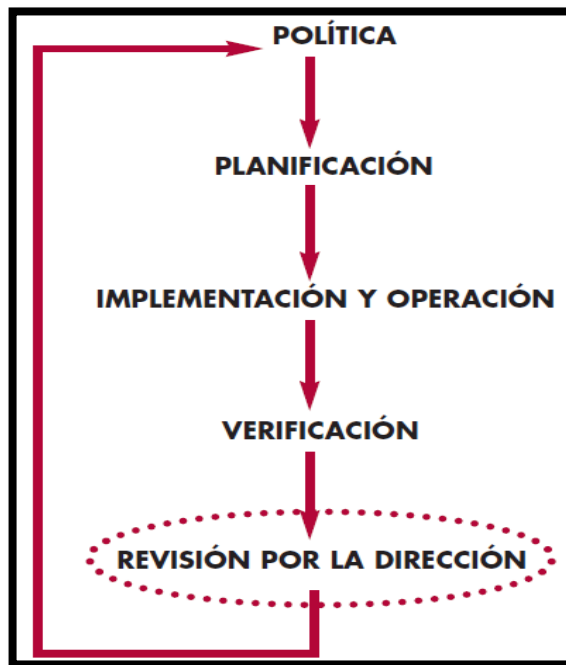 POLÍTICA
PLANIFICACIÓN
IMPLEMENTACIÓN Y OPERACIÓN
VERIFICACIÓN
REVISIÓN POR LA DIRECCIÓN